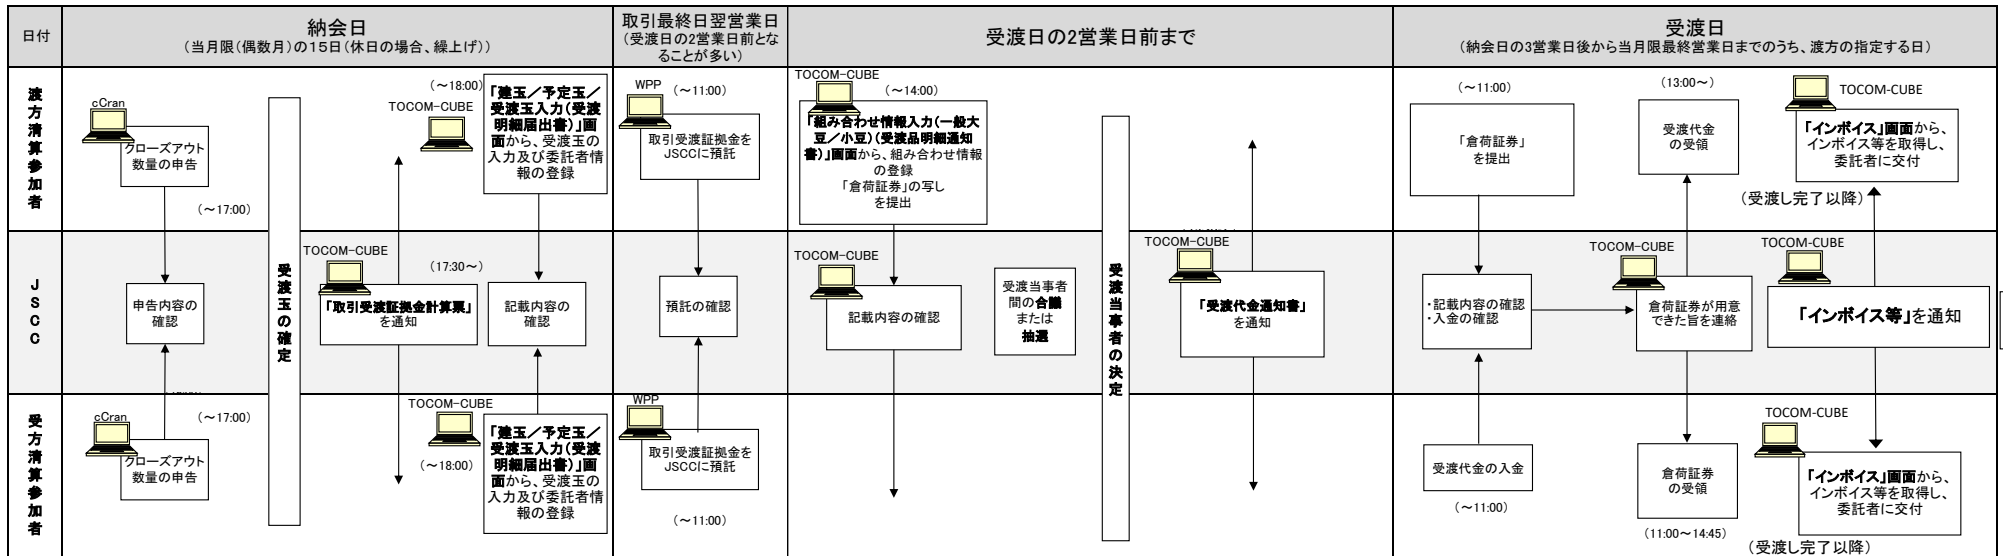 日付
納会日
（当月限（偶数月）の15日（休日の場合、繰上げ））
取引最終日翌営業日
（受渡日の2営業日前とな
ることが多い）
受渡日の2営業日前まで
受渡日
（納会日の3営業日後から当月限最終営業日までのうち、渡方の指定する日）
渡方清算参加者
cCran
クローズアウト
数量の申告
（～17:00）
（～18:00）
TOCOM-CUBE
「建玉／予定玉／
受渡玉入力（受渡
明細届出書）」画
面から、受渡玉の
入力及び委託者情
報の登録
WPP
（～11:00）
取引受渡証拠金を
JSCCに預託
TOCOM-CUBE
（～14:00）
「組み合わせ情報入力（一般大
豆／小豆）（受渡品明細通知
書）」画面から、組み合わせ情報
の登録
「倉荷証券」の写し
を提出
（～11:00）
「倉荷証券」
を提出
（13:00～）
受渡代金
の受領
TOCOM-CUBE
「インボイス」画面から、
インボイス等を取得し、
委託者に交付
（受渡し完了以降）
JSCC
申告内容の
確認
受渡玉の確定
TOCOM-CUBE
（17:30～）
「取引受渡証拠金計算票」
を通知
記載内容の
確認
預託の確認
TOCOM-CUBE
記載内容の確認
受渡当事者
間の合議
または
抽選
受渡当事者の決定
TOCOM-CUBE
「受渡代金通知書」
を通知
・記載内容の確認
・入金の確認
TOCOM-CUBE
倉荷証券が用意
できた旨を連絡
TOCOM-CUBE
「インボイス等」を通知
受方清算参加者
cCran
（～17:00）
クローズアウト
数量の申告
TOCOM-CUBE
（～18:00）
「建玉／予定玉／
受渡玉入力（受渡
明細届出書）」画
面から、受渡玉の
入力及び委託者情
報の登録
WPP
取引受渡証拠金を
JSCCに預託
（～11:00）
受渡代金の入金
（～11:00）
倉荷証券
の受領
（11:00～14:45）
TOCOM-CUBE
「インボイス」画面から、
インボイス等を取得し、
委託者に交付
（受渡し完了以降）